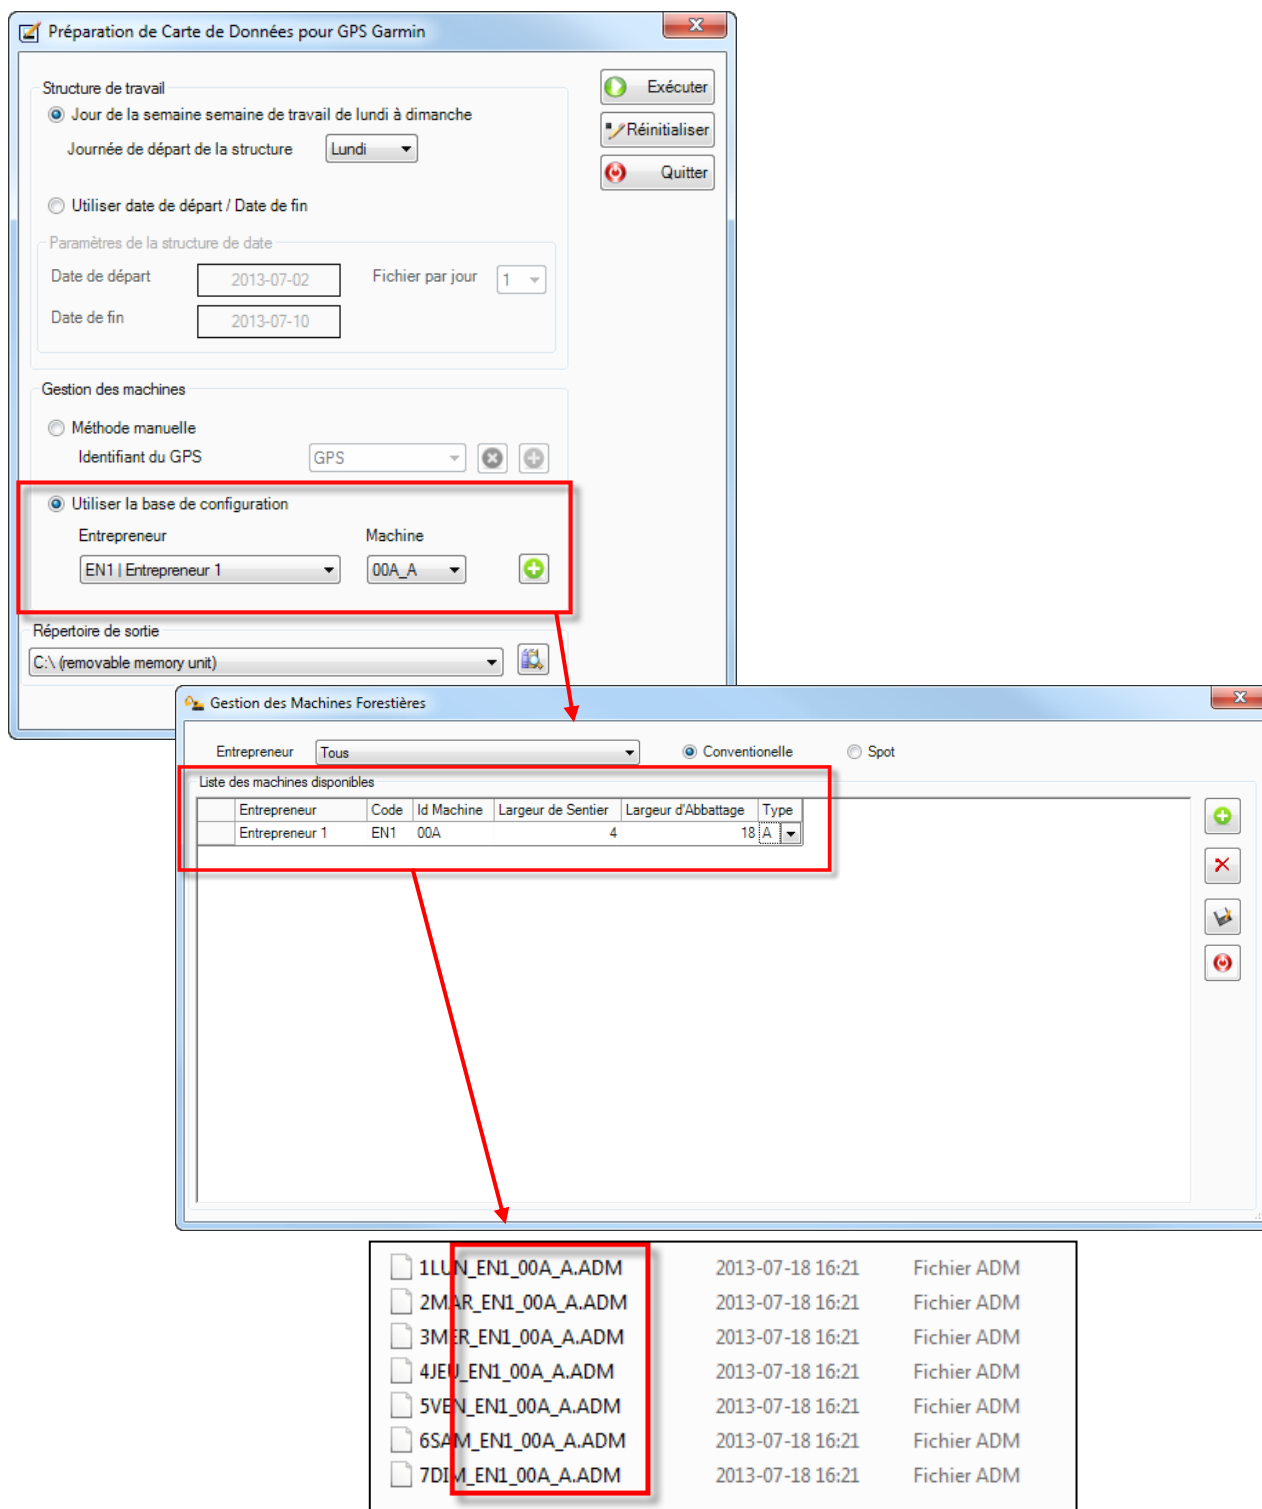 Préparation de Carte de Données pour GPS Garmin
Structure de travail
Jour de la semaine semaine de travail de lundi à dimanche
Journée de départ de la structure Lundi
Utiliser date de départ / Date de fin
Paramètres de la structure de date
Date de départ 2013-07-02 Fichier par jour 1
Date de fin 2013-07-10
Exécuter
Réinitialiser
Quitter
Gestion des machines
Méthode manuelle
Identifiant du GPS GPS
Utiliser la base de configuration
Entrepreneur Machine
EN1 | Entrepreneur 1 00A_A
Répertoire de sortie
C:\ (removable memory unit)
Gestion des Machines Forestières
Entrepreneur Tous Conventionelle Spot
Liste des machines disponibles
Entrepreneur Code Id Machine Largeur de Sentier Largeur d'Abbattage Type
Entrepreneur 1 EN1 00A 4 18 A
1LUN_EN1_00A_A.ADM 2013-07-18 16:21 Fichier ADM
2MAR_EN1_00A_A.ADM 2013-07-18 16:21 Fichier ADM
3MER_EN1_00A_A.ADM 2013-07-18 16:21 Fichier ADM
4JEU_EN1_00A_A.ADM 2013-07-18 16:21 Fichier ADM
5VEN_EN1_00A_A.ADM 2013-07-18 16:21 Fichier ADM
6SAM_EN1_00A_A.ADM 2013-07-18 16:21 Fichier ADM
7DIM_EN1_00A_A.ADM 2013-07-18 16:21 Fichier ADM